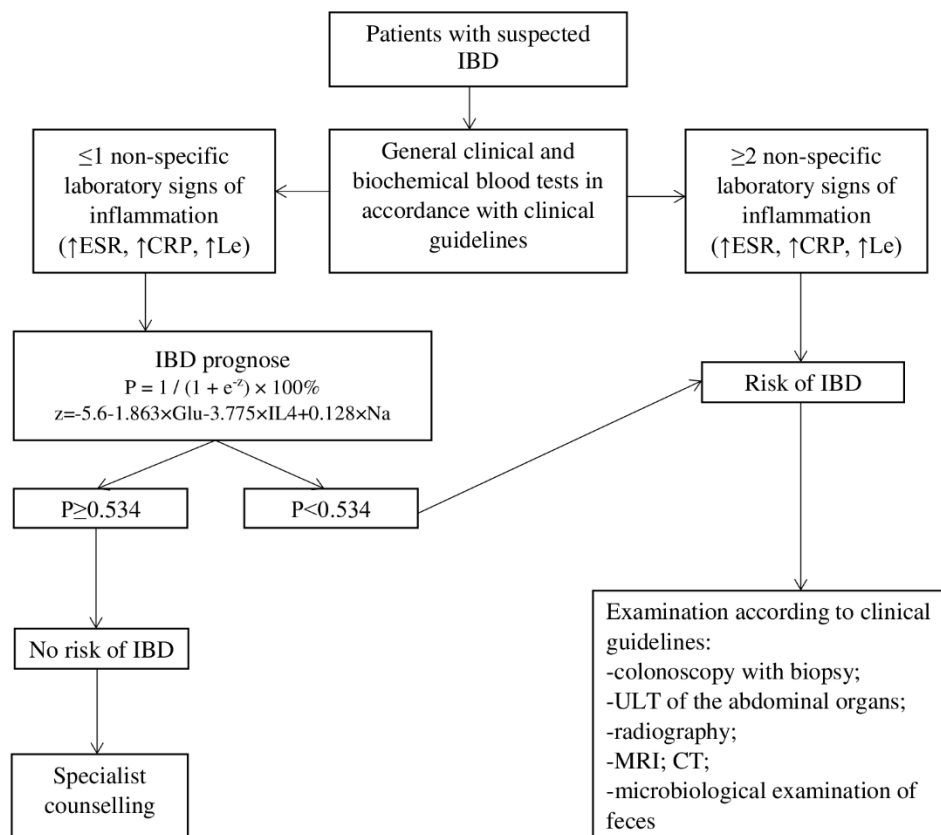 Patients with suspected
IBD
≤1 non-specific
laboratory signs of
inflammation
(↑ESR, ↑CRP, ↑Le)
General clinical and
biochemical blood tests in
accordance with clinical
guidelines
≥2 non-specific
laboratory signs of
inflammation
(↑ESR, ↑CRP, ↑Le)
IBD prognose
P = 1 / (1 + e⁻ᶻ) × 100%
z=-5.6-1.863×Glu-3.775×IL4+0.128×Na
Risk of IBD
P≥0.534
P<0.534
No risk of IBD
Specialist
counselling
Examination according to clinical
guidelines:
-colonoscopy with biopsy;
-ULT of the abdominal organs;
-radiography;
-MRI; CT;
-microbiological examination of
feces